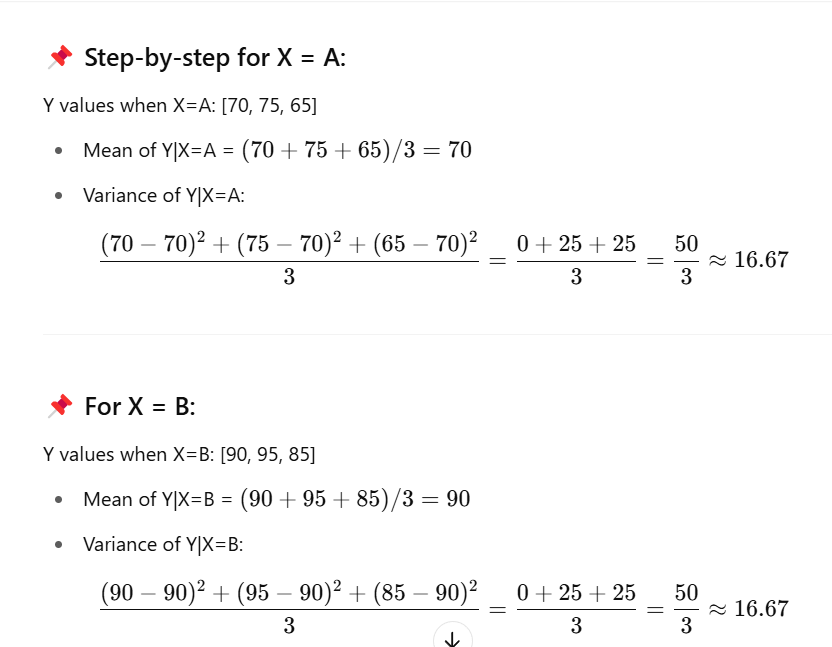 📌 Step-by-step for X = A:
Y values when X=A: [70, 75, 65]
• Mean of Y|X=A = (70 + 75 + 65)/3 = 70
• Variance of Y|X=A:
\frac{(70 − 70)^2 + (75 − 70)^2 + (65 − 70)^2}{3} = \frac{0 + 25 + 25}{3} = \frac{50}{3} ≈ 16.67
📌 For X = B:
Y values when X=B: [90, 95, 85]
• Mean of Y|X=B = (90 + 95 + 85)/3 = 90
• Variance of Y|X=B:
\frac{(90 − 90)^2 + (95 − 90)^2 + (85 − 90)^2}{3} = \frac{0 + 25 + 25}{3} = \frac{50}{3} ≈ 16.67